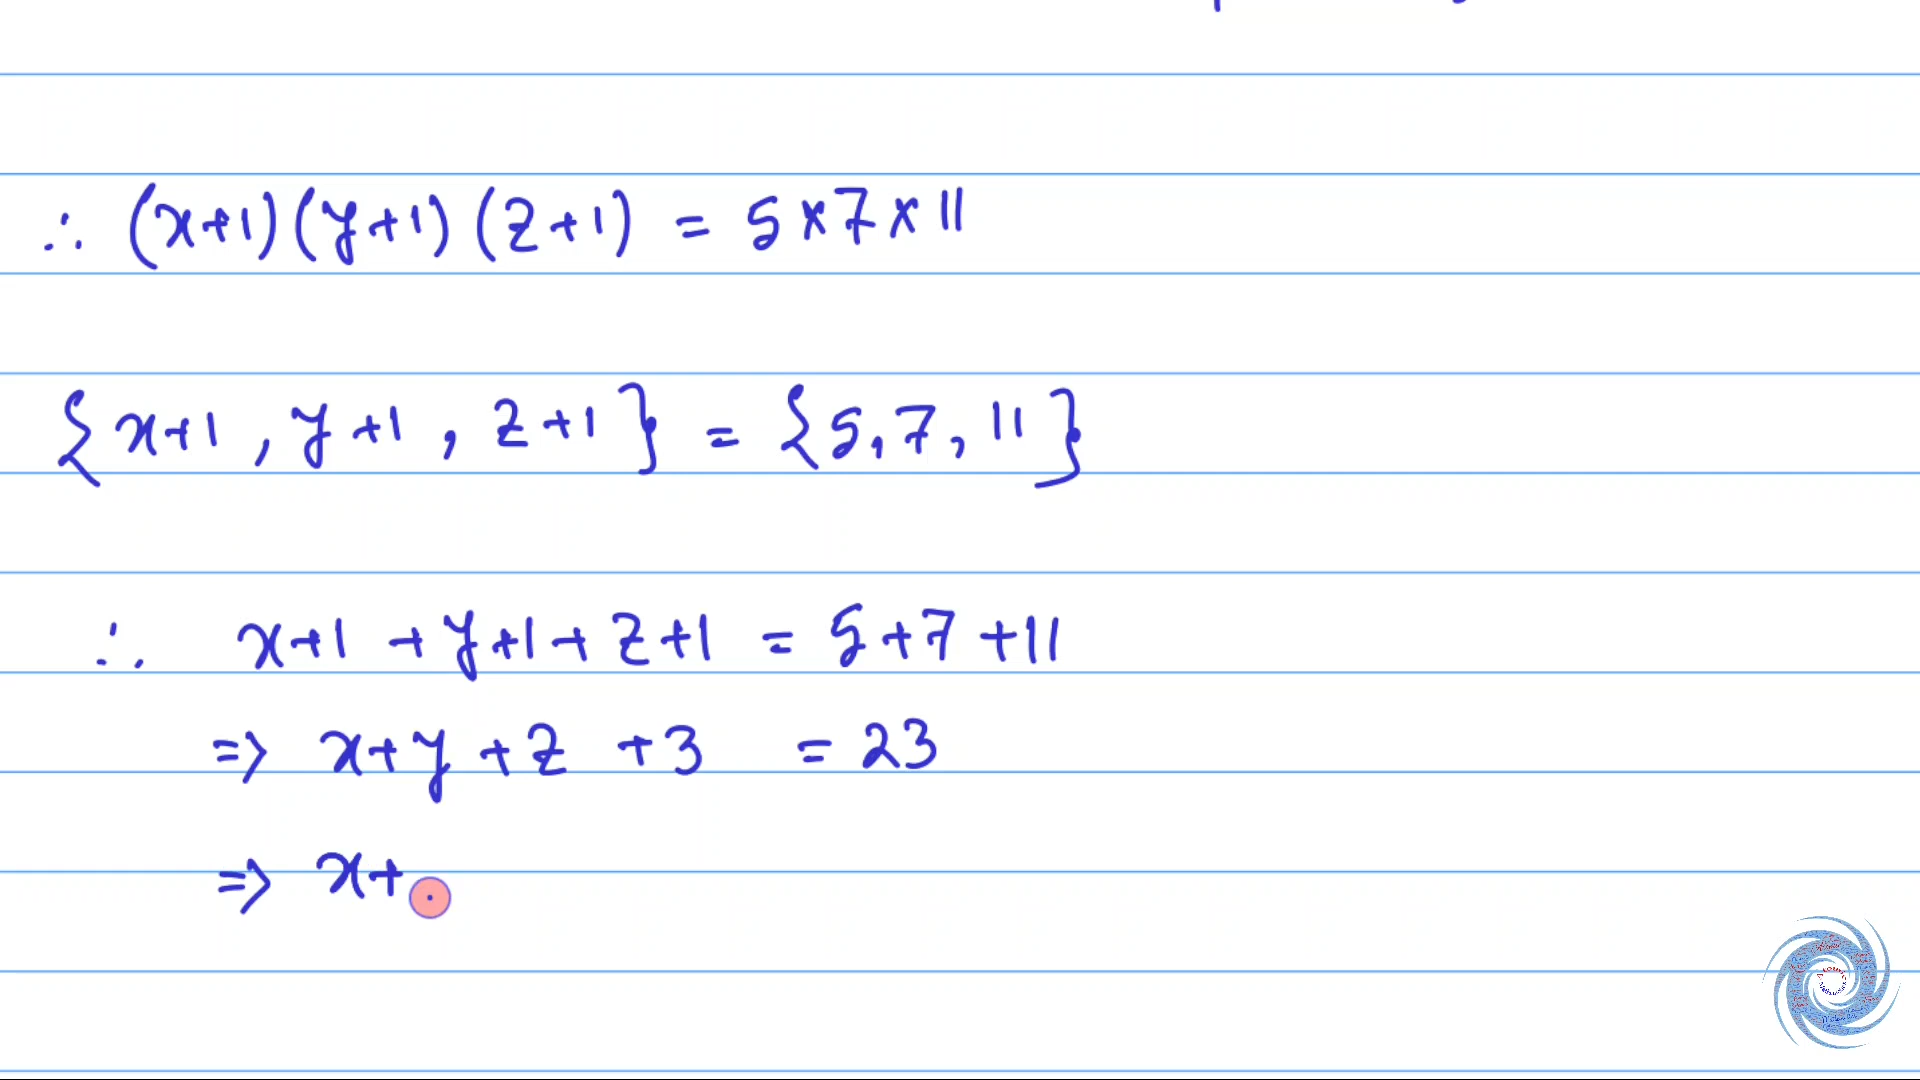 ∴ (x+1)(y+1)(z+1) = 5×7×11
{x+1, y+1, z+1} = {5, 7, 11}
∴ x+1 + y+1 + z+1 = 5+7+11
=> x+y+z +3 = 23
=> x+